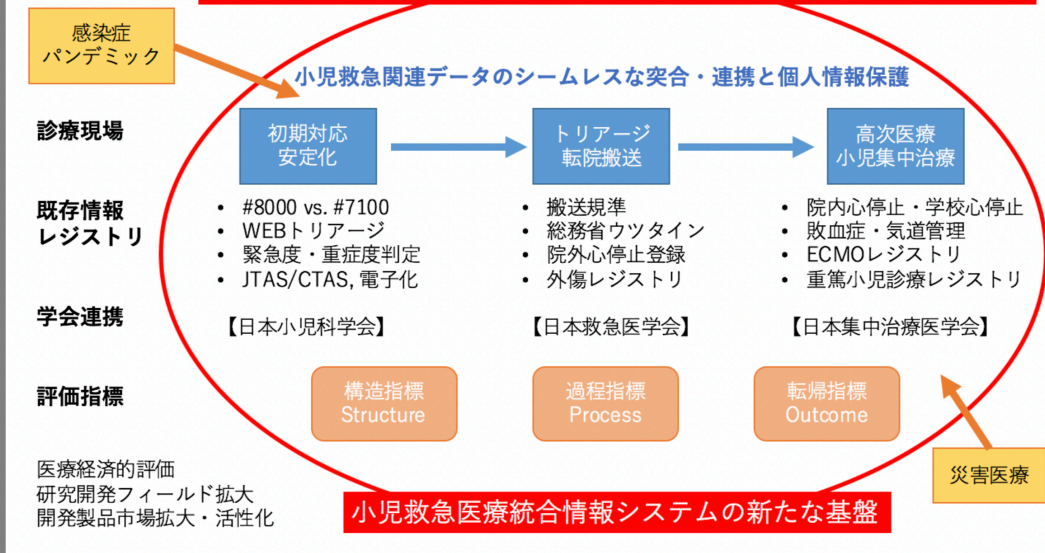 感染症
パンデミック
小児救急関連データのシームレスな突合・連携と個人情報保護
診療現場
初期対応
安定化
トリアージ
転院搬送
高次医療
小児集中治療
既存情報
レジストリ
• #8000 vs. #7100
• WEBトリアージ
• 緊急度・重症度判定
• JTAS/CTAS, 電子化
• 搬送規準
• 総務省ウツタイン
• 院外心停止登録
• 外傷レジストリ
• 院内心停止・学校心停止
• 敗血症・気道管理
• ECMOレジストリ
• 重篤小児診療レジストリ
学会連携
【日本小児科学会】
【日本救急医学会】
【日本集中治療医学会】
評価指標
構造指標
Structure
過程指標
Process
転帰指標
Outcome
医療経済的評価
研究開発フィールド拡大
開発製品市場拡大・活性化
災害医療
小児救急医療統合情報システムの新たな基盤